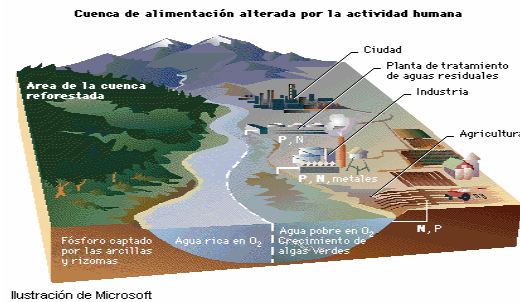 Cuenca de alimentación alterada por la actividad humana
Ciudad
Planta de tratamiento
de aguas residuales
Industria
Agricultura
Área de la cuenca
reforestada
P, N
P, N, metales
N, P
Fósforo captado
por las arcillas
y rizomas
Agua rica en O2
Agua pobre en O2
Crecimiento de
algas verdes
Ilustración de Microsoft